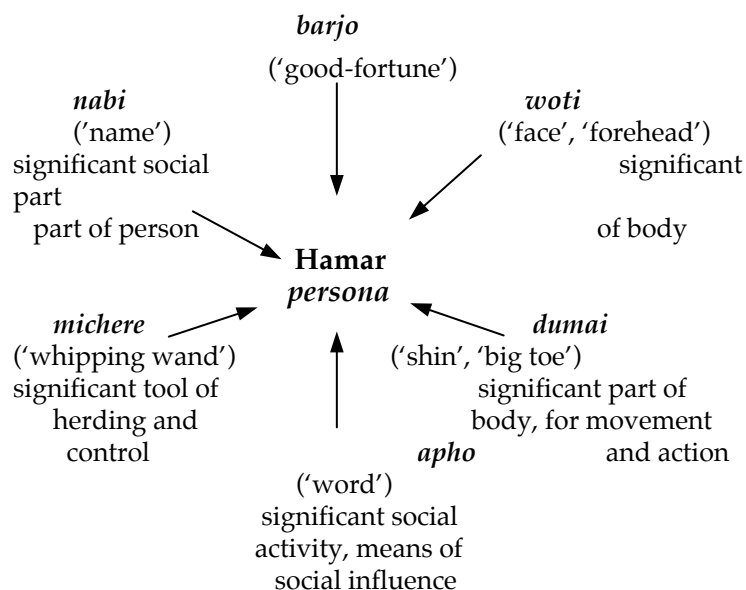 barjo
(‘good-fortune’)
nabi
(’name’)
significant social
part
part of person
woti
(‘face’, ‘forehead’)
significant
of body
Hamar
persona
michere
(‘whipping wand’)
significant tool of
herding and
control
dumai
(‘shin’, ‘big toe’)
significant part of
body, for movement
and action
apho
(‘word’)
significant social
activity, means of
social influence